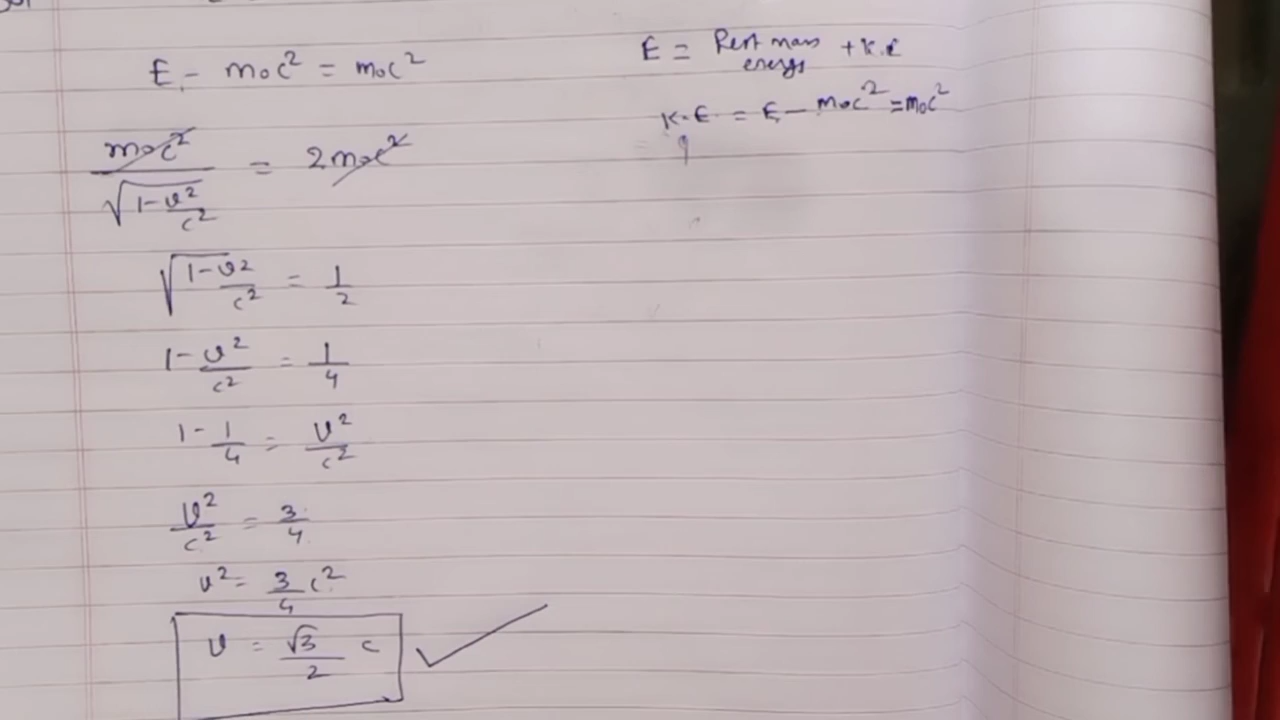 E - m₀c² = m₀c²
m₀c² / √(1 - v²/c²) = 2m₀c²
√(1 - v²/c²) = 1/2
1 - v²/c² = 1/4
1 - 1/4 = v²/c²
v²/c² = 3/4
v² = 3/4 c²
v = √3/2 c
E = Rest mass energy + K.E
K.E = E - m₀c² = m₀c²